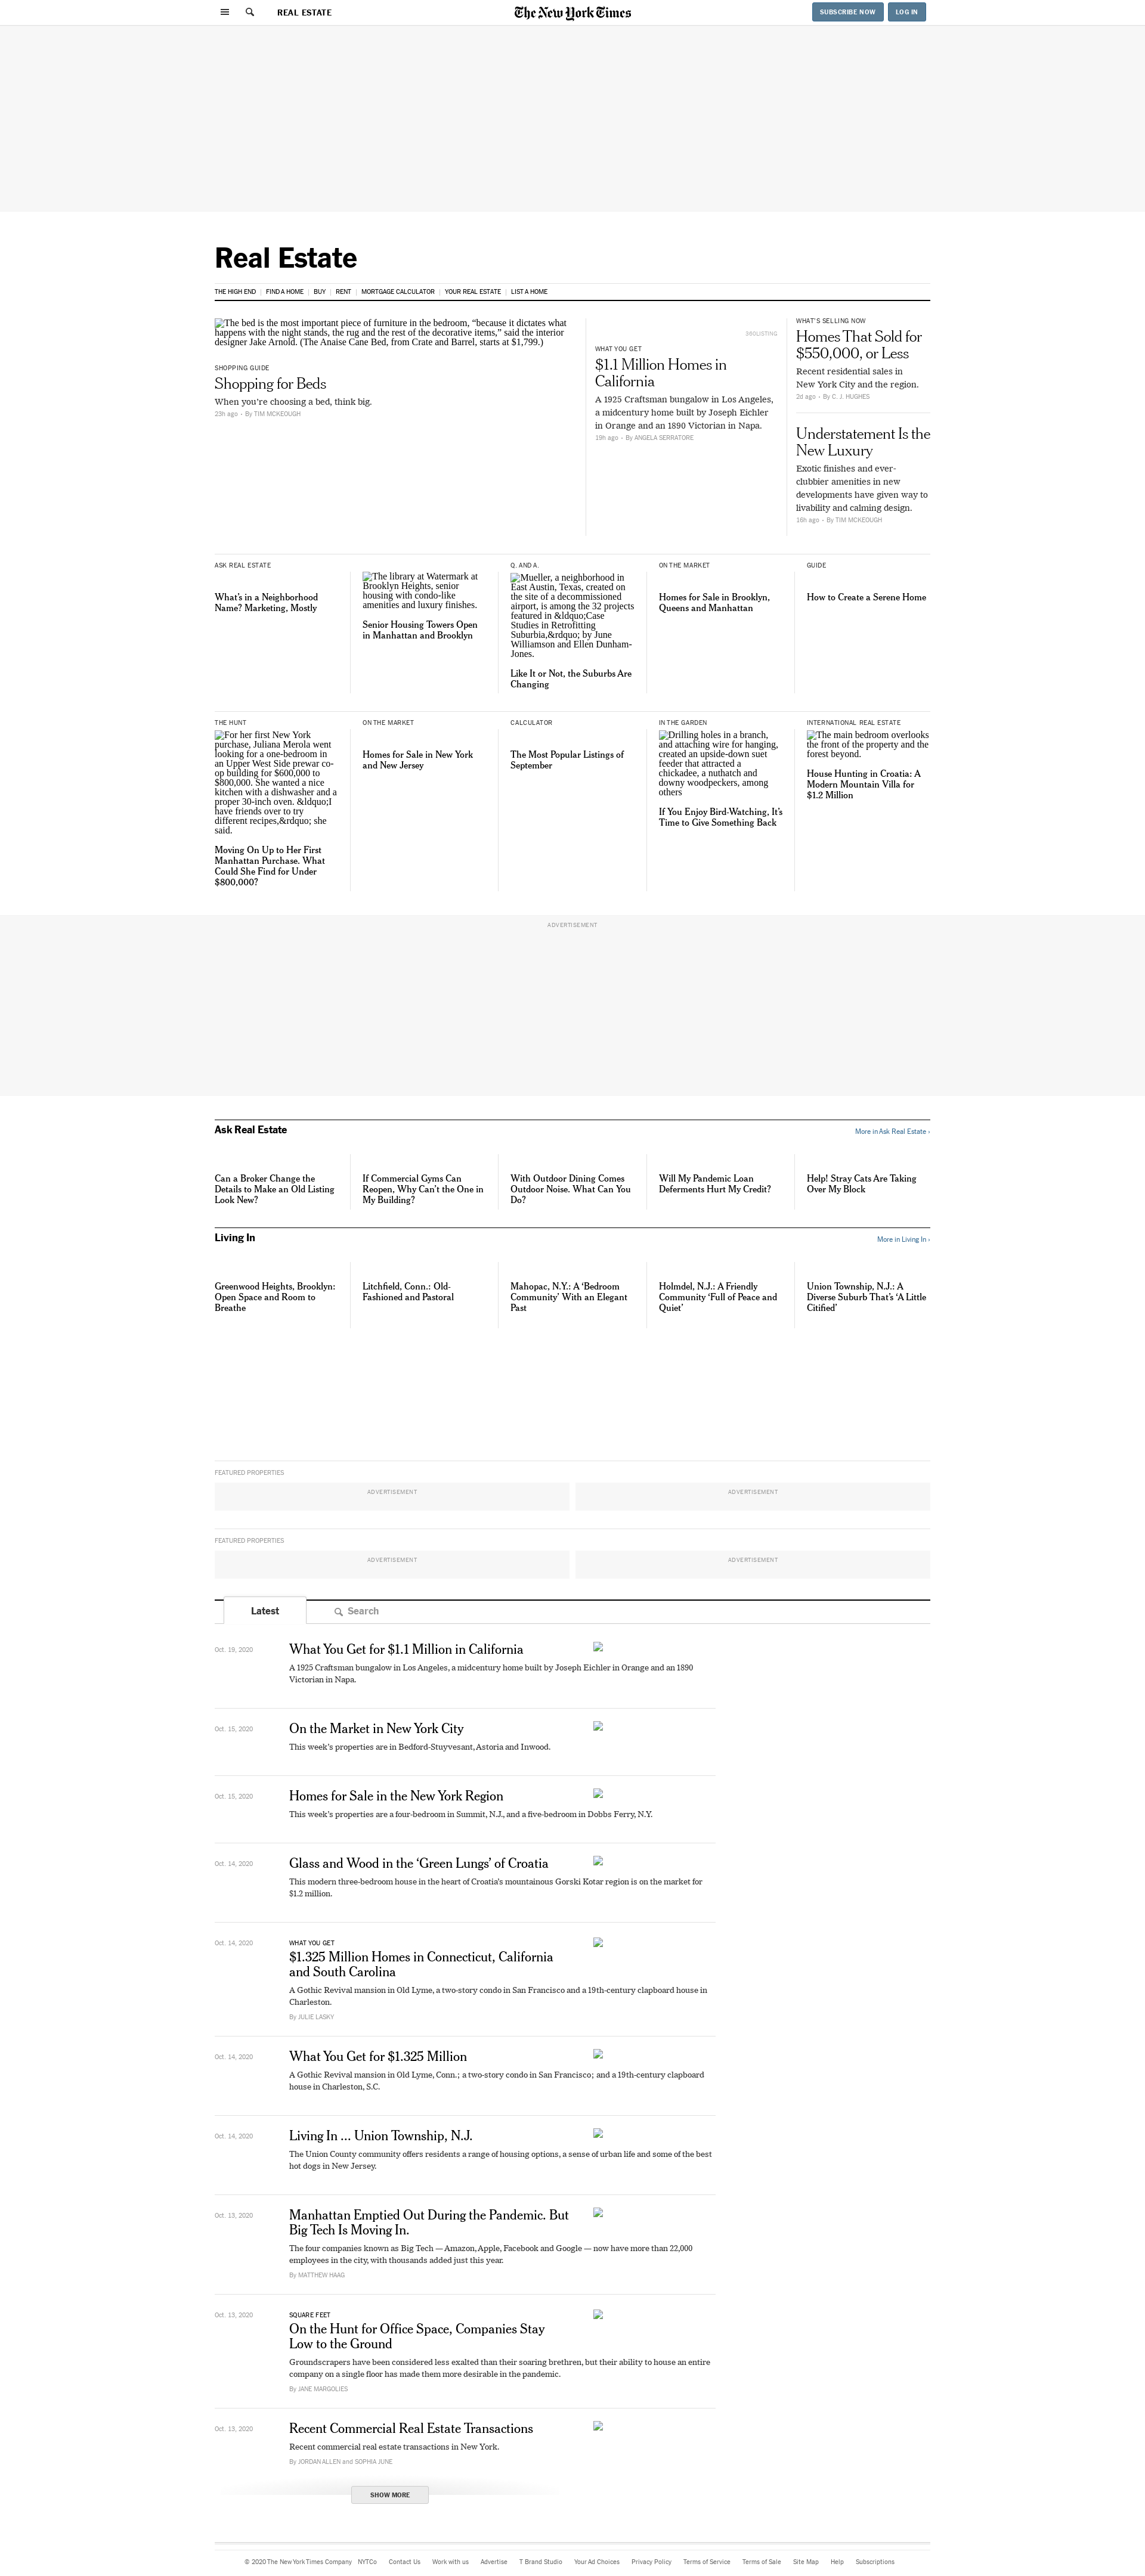 REAL ESTATE
The New York Times
SUBSCRIBE NOW
LOG IN
Real Estate
THE HIGH END | FIND A HOME | BUY | RENT | MORTGAGE CALCULATOR | YOUR REAL ESTATE | LIST A HOME
The bed is the most important piece of furniture in the bedroom, “because it dictates what
happens with the night stands, the rug and the rest of the decorative items,” said the interior
designer Jake Arnold. (The Anaise Cane Bed, from Crate and Barrel, starts at $1,799.)
SHOPPING GUIDE
Shopping for Beds
When you’re choosing a bed, think big.
23h ago • By TIM MCKEOUGH
360LISTING
WHAT YOU GET
$1.1 Million Homes in
California
A 1925 Craftsman bungalow in Los Angeles,
a midcentury home built by Joseph Eichler
in Orange and an 1890 Victorian in Napa.
19h ago • By ANGELA SERRATORE
WHAT’S SELLING NOW
Homes That Sold for
$550,000, or Less
Recent residential sales in
New York City and the region.
2d ago • By C. J. HUGHES
Understatement Is the
New Luxury
Exotic finishes and ever-
clubbier amenities in new
developments have given way to
livability and calming design.
18h ago • By TIM MCKEOUGH
ASK REAL ESTATE
What’s in a Neighborhood
Name? Marketing, Mostly
The library at Watermark at
Brooklyn Heights, senior
housing with condo-like
amenities and luxury finishes.
Senior Housing Towers Open
in Manhattan and Brooklyn
Q. AND A.
Mueller, a neighborhood in
East Austin, Texas, created on
the site of a decommissioned
airport, is among the 32 projects
featured in &ldquo;Case
Studies in Retrofitting
Suburbia,&rdquo; by June
Williamson and Ellen Dunham-
Jones.
Like It or Not, the Suburbs Are
Changing
ON THE MARKET
Homes for Sale in Brooklyn,
Queens and Manhattan
GUIDE
How to Create a Serene Home
THE HUNT
For her first New York
purchase, Juliana Merola went
looking for a one-bedroom in
an Upper West Side prewar co-
op building for $600,000 to
$800,000. She wanted a nice
kitchen with a dishwasher and a
proper 30-inch oven. &ldquo;I
have friends over to try
different recipes,&rdquo; she
said.
Moving On Up to Her First
Manhattan Purchase. What
Could She Find for Under
$800,000?
ON THE MARKET
Homes for Sale in New York
and New Jersey
CALCULATOR
The Most Popular Listings of
September
IN THE GARDEN
Drilling holes in a branch,
and attaching wire for hanging,
created an upside-down suet
feeder that attracted a
chickadee, a nuthatch and
downy woodpeckers, among
others
If You Enjoy Bird-Watching, It’s
Time to Give Something Back
INTERNATIONAL REAL ESTATE
The main bedroom overlooks
the front of the property and the
forest beyond.
House Hunting in Croatia: A
Modern Mountain Villa for
$1.2 Million
ADVERTISEMENT
Ask Real Estate
More in Ask Real Estate ›
Can a Broker Change the
Details to Make an Old Listing
Look New?
If Commercial Gyms Can
Reopen, Why Can’t the One in
My Building?
With Outdoor Dining Comes
Outdoor Noise. What Can You
Do?
Will My Pandemic Loan
Deferments Hurt My Credit?
Help! Stray Cats Are Taking
Over My Block
Living In
More in Living In ›
Greenwood Heights, Brooklyn:
Open Space and Room to
Breathe
Litchfield, Conn.: Old-
Fashioned and Pastoral
Mahopac, N.Y.: A ‘Bedroom
Community’ With an Elegant
Past
Holmdel, N.J.: A Friendly
Community ‘Full of Peace and
Quiet’
Union Township, N.J.: A
Diverse Suburb That’s ‘A Little
Citified’
FEATURED PROPERTIES
ADVERTISEMENT
ADVERTISEMENT
FEATURED PROPERTIES
ADVERTISEMENT
ADVERTISEMENT
Latest
Search
Oct. 19, 2020
What You Get for $1.1 Million in California
A 1925 Craftsman bungalow in Los Angeles, a midcentury home built by Joseph Eichler in Orange and an 1890
Victorian in Napa.
Oct. 15, 2020
On the Market in New York City
This week’s properties are in Bedford-Stuyvesant, Astoria and Inwood.
Oct. 15, 2020
Homes for Sale in the New York Region
This week’s properties are a four-bedroom in Summit, N.J., and a five-bedroom in Dobbs Ferry, N.Y.
Oct. 14, 2020
Glass and Wood in the ‘Green Lungs’ of Croatia
This modern three-bedroom house in the heart of Croatia’s mountainous Gorski Kotar region is on the market for
$1.2 million.
Oct. 14, 2020
WHAT YOU GET
$1.325 Million Homes in Connecticut, California
and South Carolina
A Gothic Revival mansion in Old Lyme, a two-story condo in San Francisco and a 19th-century clapboard house in
Charleston.
By JULIE LASKY
Oct. 14, 2020
What You Get for $1.325 Million
A Gothic Revival mansion in Old Lyme, Conn.; a two-story condo in San Francisco; and a 19th-century clapboard
house in Charleston, S.C.
Oct. 14, 2020
Living In ... Union Township, N.J.
The Union County community offers residents a range of housing options, a sense of urban life and some of the best
hot dogs in New Jersey.
Oct. 13, 2020
Manhattan Emptied Out During the Pandemic. But
Big Tech Is Moving In.
The four companies known as Big Tech — Amazon, Apple, Facebook and Google — now have more than 22,000
employees in the city, with thousands added just this year.
By MATTHEW HAAG
Oct. 13, 2020
SQUARE FEET
On the Hunt for Office Space, Companies Stay
Low to the Ground
Groundscrapers have been considered less exalted than their soaring brethren, but their ability to house an entire
company on a single floor has made them more desirable in the pandemic.
By JANE MARGOLIES
Oct. 13, 2020
Recent Commercial Real Estate Transactions
Recent commercial real estate transactions in New York.
By JORDAN ALLEN and SOPHIA JUNE
SHOW MORE
© 2020 The New York Times Company NYTCo Contact Us Work with us Advertise T Brand Studio Your Ad Choices Privacy Policy Terms of Service Terms of Sale Site Map Help Subscriptions